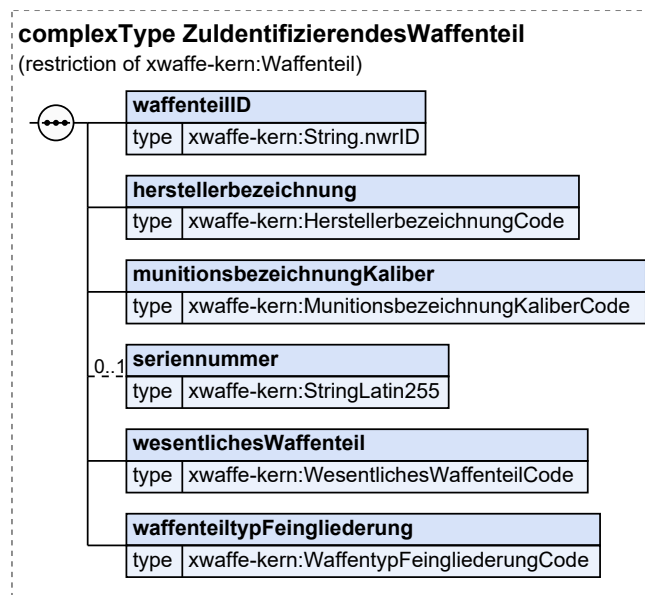 complexType ZuIdentifizierendesWaffenteil
(restriction of xwaffe-kern:Waffenteil)
waffenteilID
type xwaffe-kern:String.nwrID
herstellerbezeichnung
type xwaffe-kern:HerstellerbezeichnungCode
munitionsbezeichnungKaliber
type xwaffe-kern:MunitionsbezeichnungKaliberCode
0..1 seriennummer
type xwaffe-kern:StringLatin255
wesentlichesWaffenteil
type xwaffe-kern:WesentlichesWaffenteilCode
waffenteiltypFeingliederung
type xwaffe-kern:WaffentypFeingliederungCode